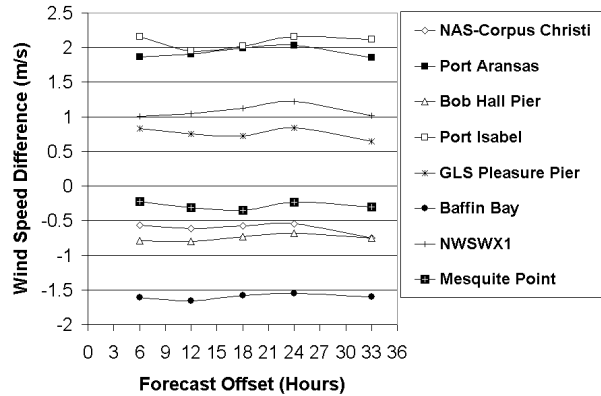 Wind Speed Difference (m/s)
2.5
2
1.5
1
0.5
0
-0.5
-1
-1.5
-2
0 3 6 9 12 15 18 21 24 27 30 33 36
Forecast Offset (Hours)
NAS-Corpus Christi
Port Aransas
Bob Hall Pier
Port Isabel
GLS Pleasure Pier
Baffin Bay
NWSWX1
Mesquite Point